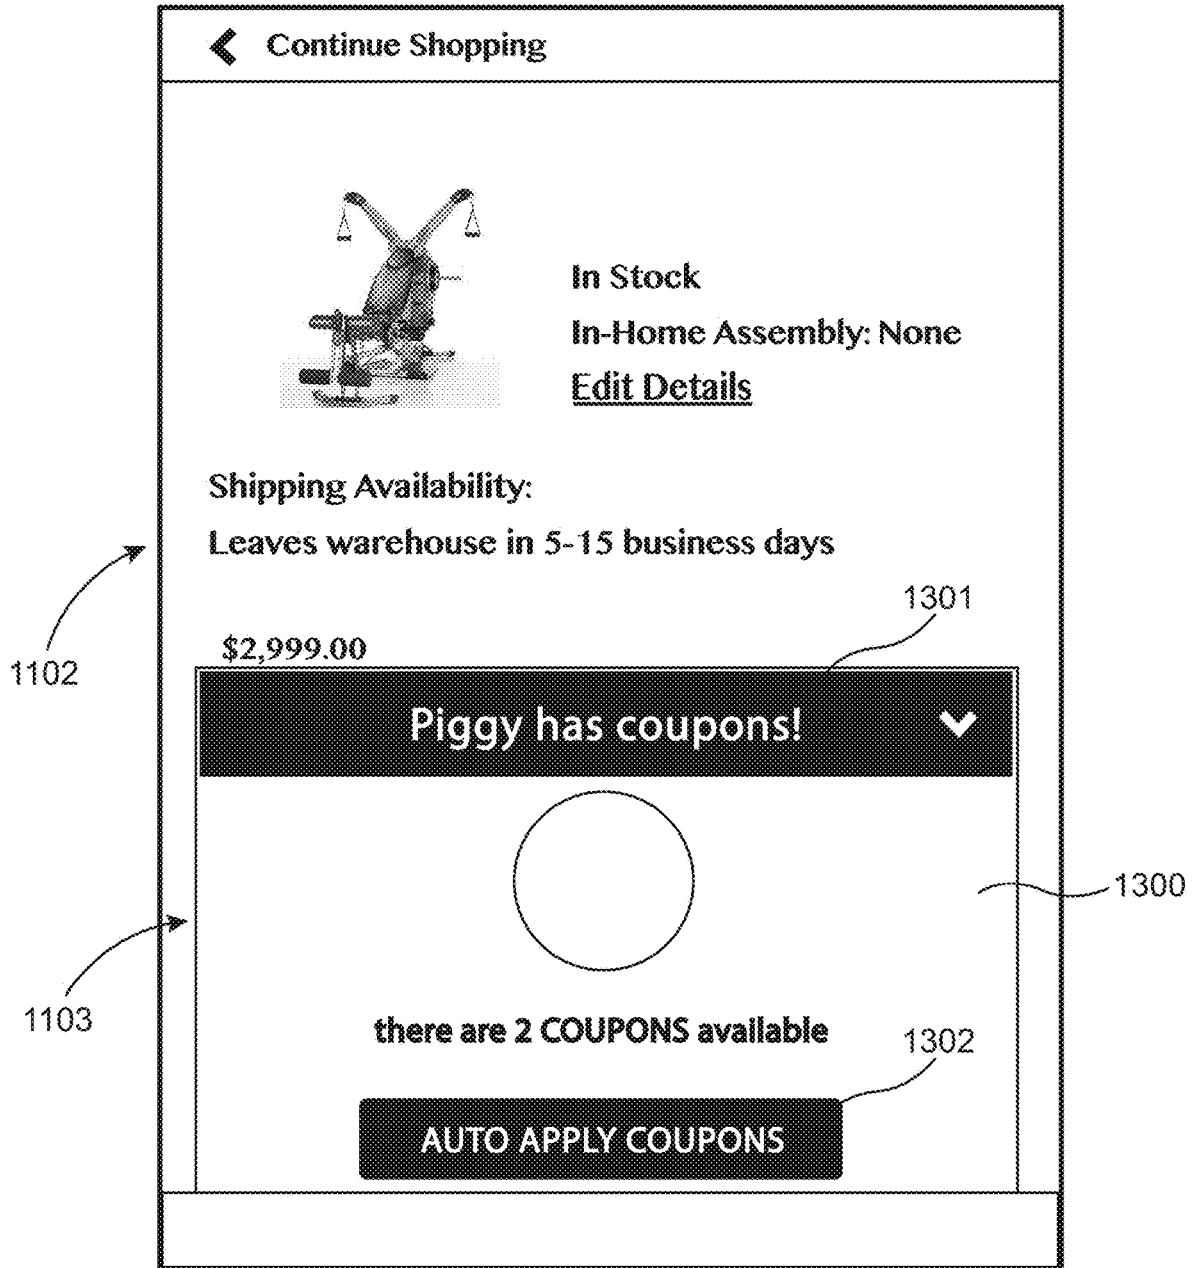 Continue Shopping
In Stock
In-Home Assembly: None
Edit Details
Shipping Availability:
Leaves warehouse in 5-15 business days
1301
$2,999.00
1102
Piggy has coupons!
1300
1103
there are 2 COUPONS available
1302
AUTO APPLY COUPONS